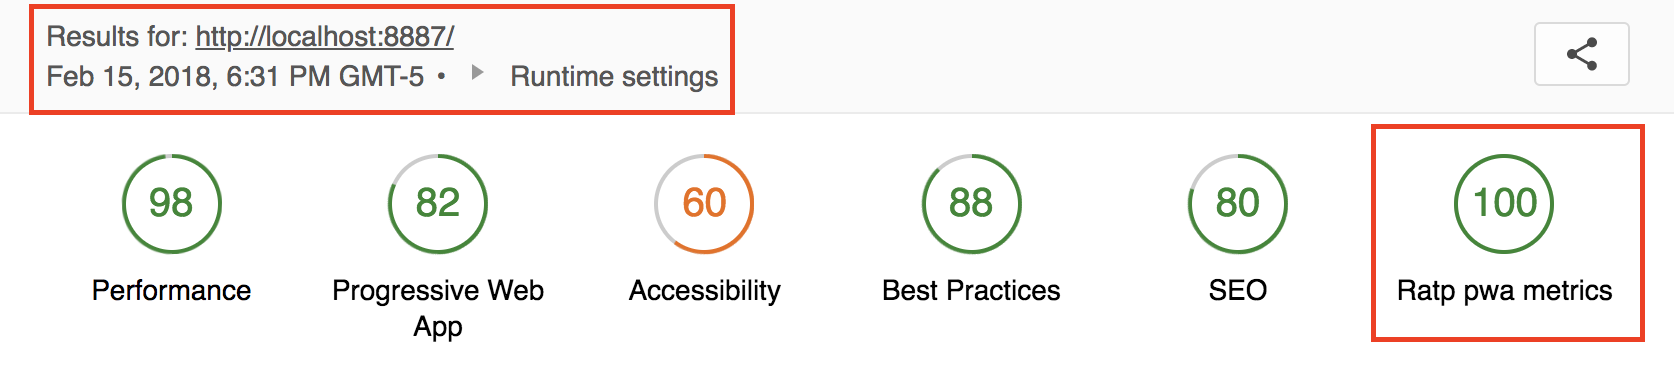 Results for: http://localhost:8887/
Feb 15, 2018, 6:31 PM GMT-5 • Runtime settings
98
82
60
88
80
100
Performance
Progressive Web
App
Accessibility
Best Practices
SEO
Ratp pwa metrics